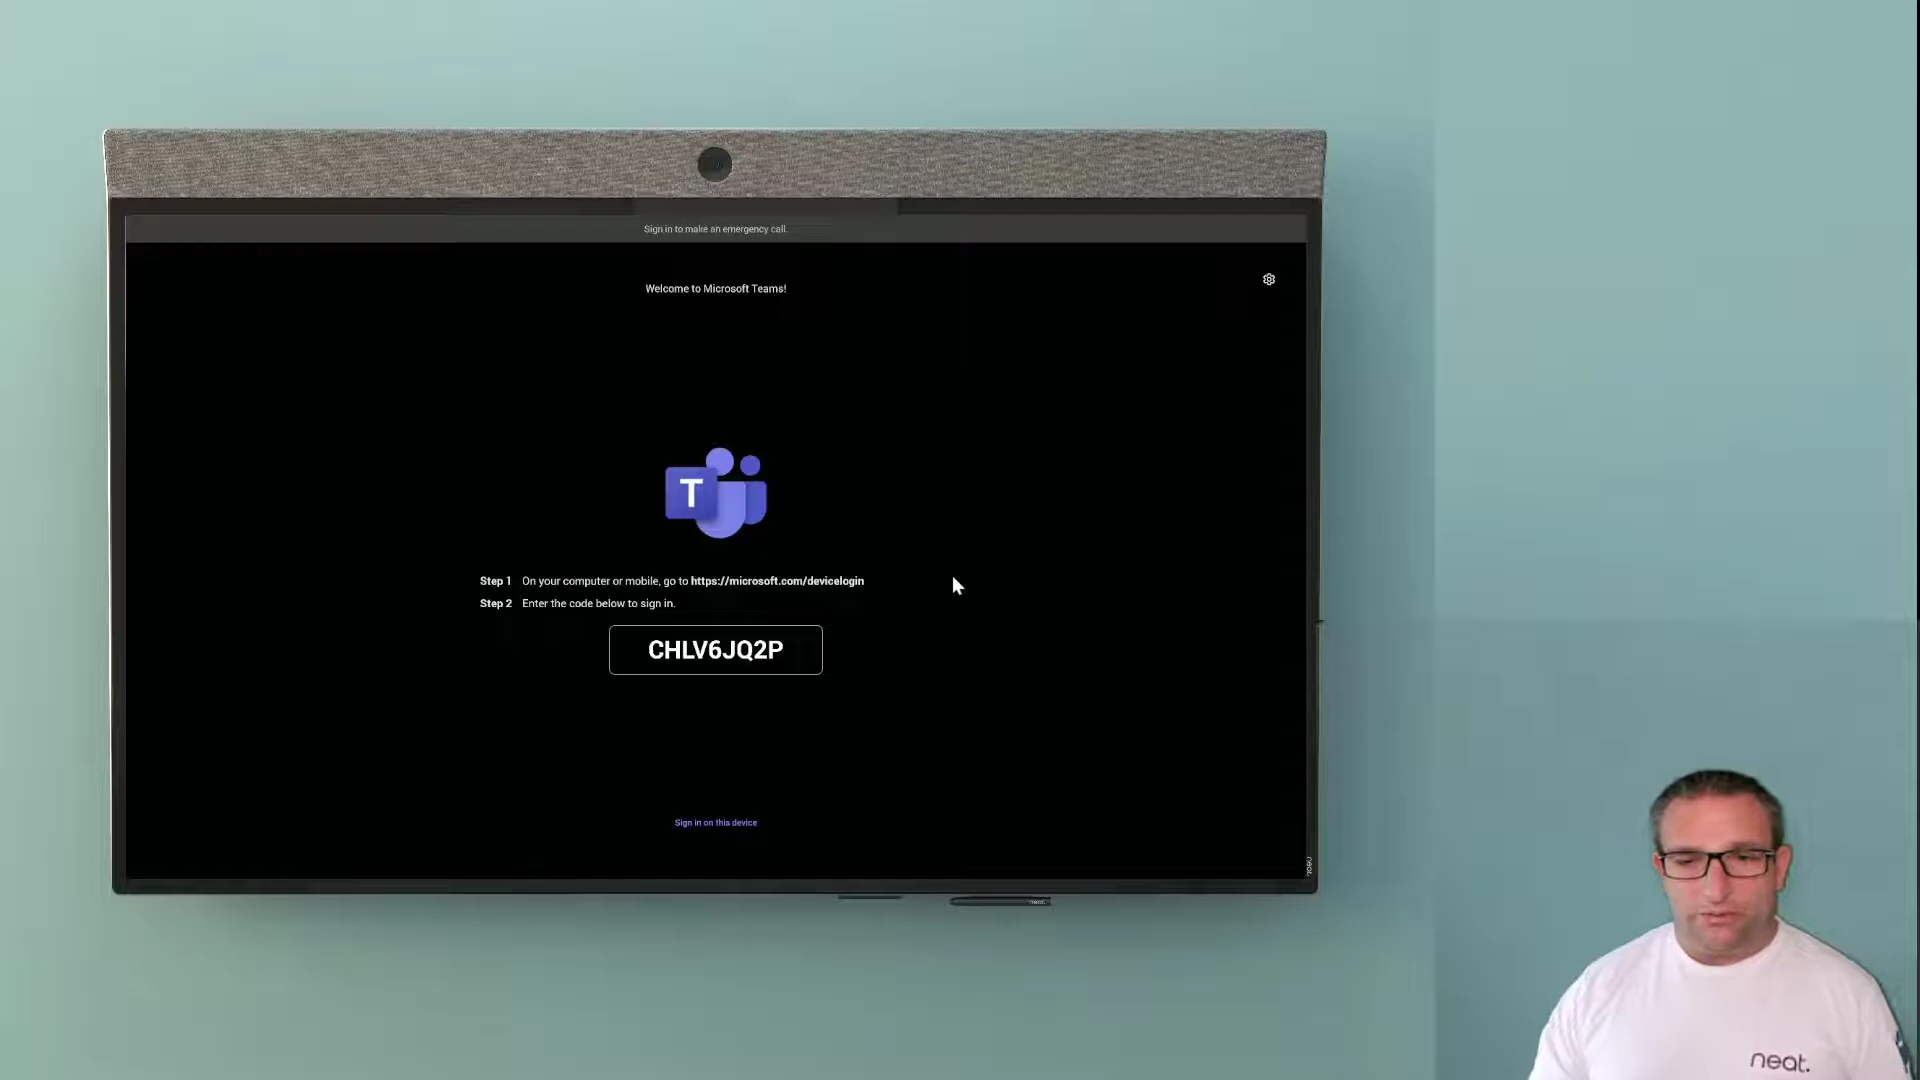 Sign in to make an emergency call.
Welcome to Microsoft Teams!
T
Step 1 On your computer or mobile, go to https://microsoft.com/devicelogin
Step 2 Enter the code below to sign in.
CHLV6JQ2P
Sign in on this device
neat.
neat.
neat.